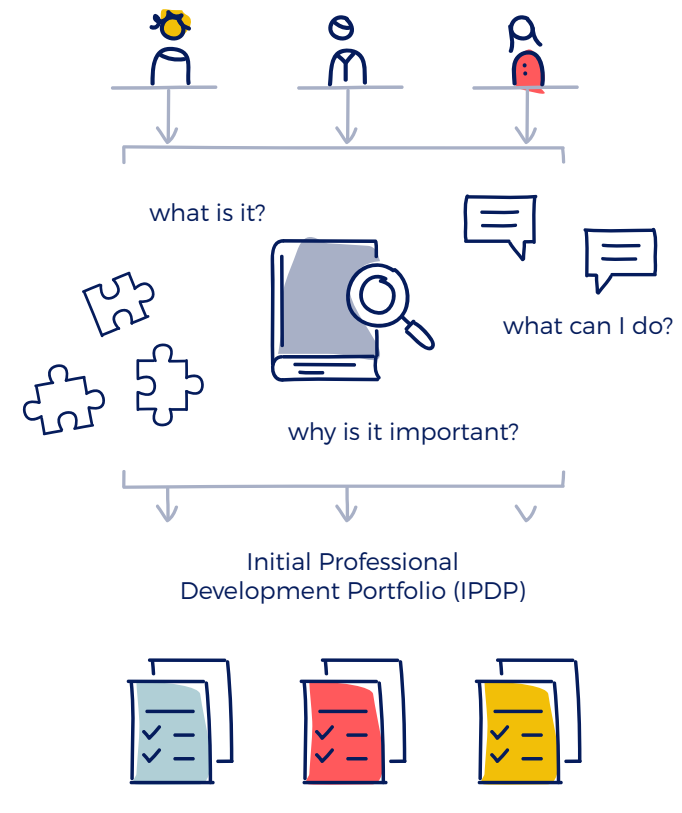 what is it?
what can I do?
why is it important?
Initial Professional
Development Portfolio (IPDP)